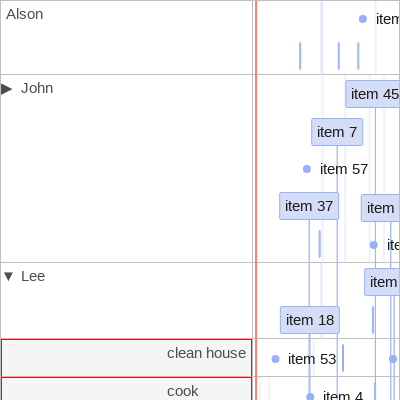 Alson
item
John
item 45
item 7
item 57
item 37
item
ite
Lee
item
item 18
clean house
item 53
cook
item 4